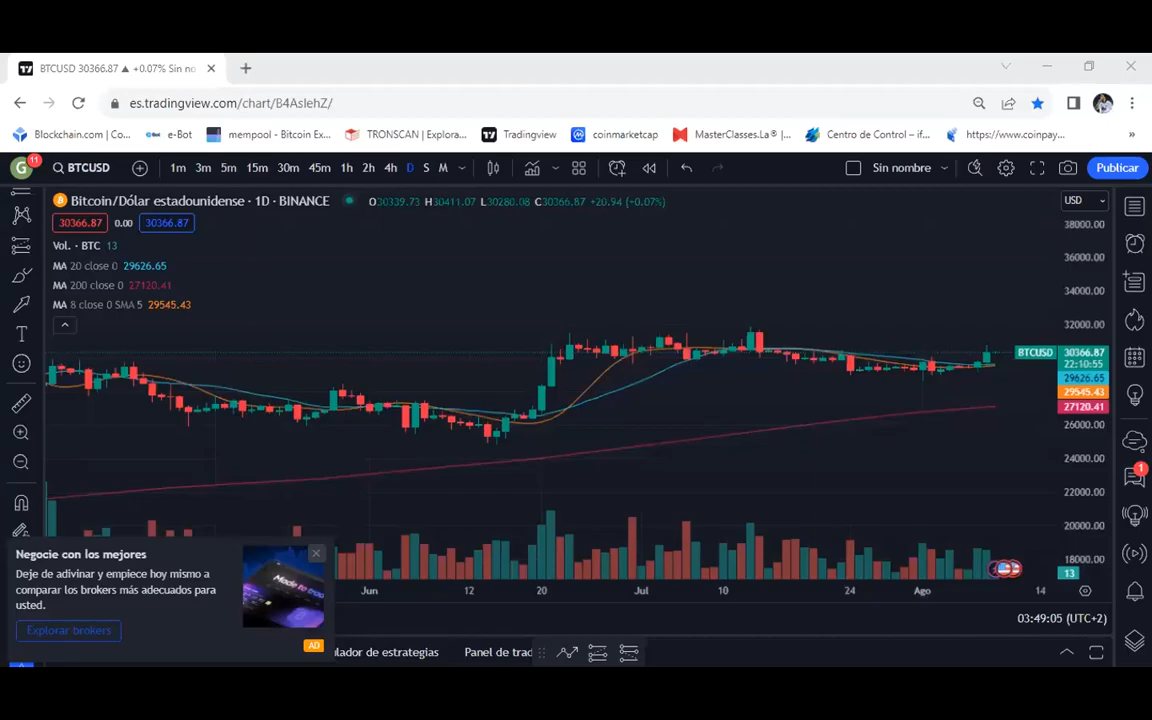 BTCUSD 30366.87 ▲ +0.07% Sin no
es.tradingview.com/chart/B4AslehZ/
Blockchain.com | Co...
e-Bot
mempool - Bitcoin Ex...
TRONSCAN | Explora...
Tradingview
coinmarketcap
MasterClasses.La® |...
Centro de Control – if...
https://www.coinpay...
G
11
BTCUSD
1m 3m 5m 15m 30m 45m 1h 2h 4h D S M
Sin nombre
Publicar
Bitcoin/Dólar estadounidense · 1D · BINANCE
O30339.73 H30411.07 L30280.08 C30366.87 +20.94 (+0.07%)
USD
30366.87 0.00 30366.87
Vol. · BTC 13
MA 20 close 0 29626.65
MA 200 close 0 27120.41
MA 8 close 0 SMA 5 29545.43
38000.00
36000.00
34000.00
32000.00
BTCUSD 30366.87
22:10:55
29626.65
29545.43
27120.41
26000.00
24000.00
22000.00
20000.00
18000.00
13
1
Negocie con los mejores
Deje de adivinar y empiece hoy mismo a
comparar los brokers más adecuados para
usted.
Explorar brokers
AD
Jun 12 20 Jul 10 24 Ago 14
03:49:05 (UTC+2)
lador de estrategias
Panel de trad